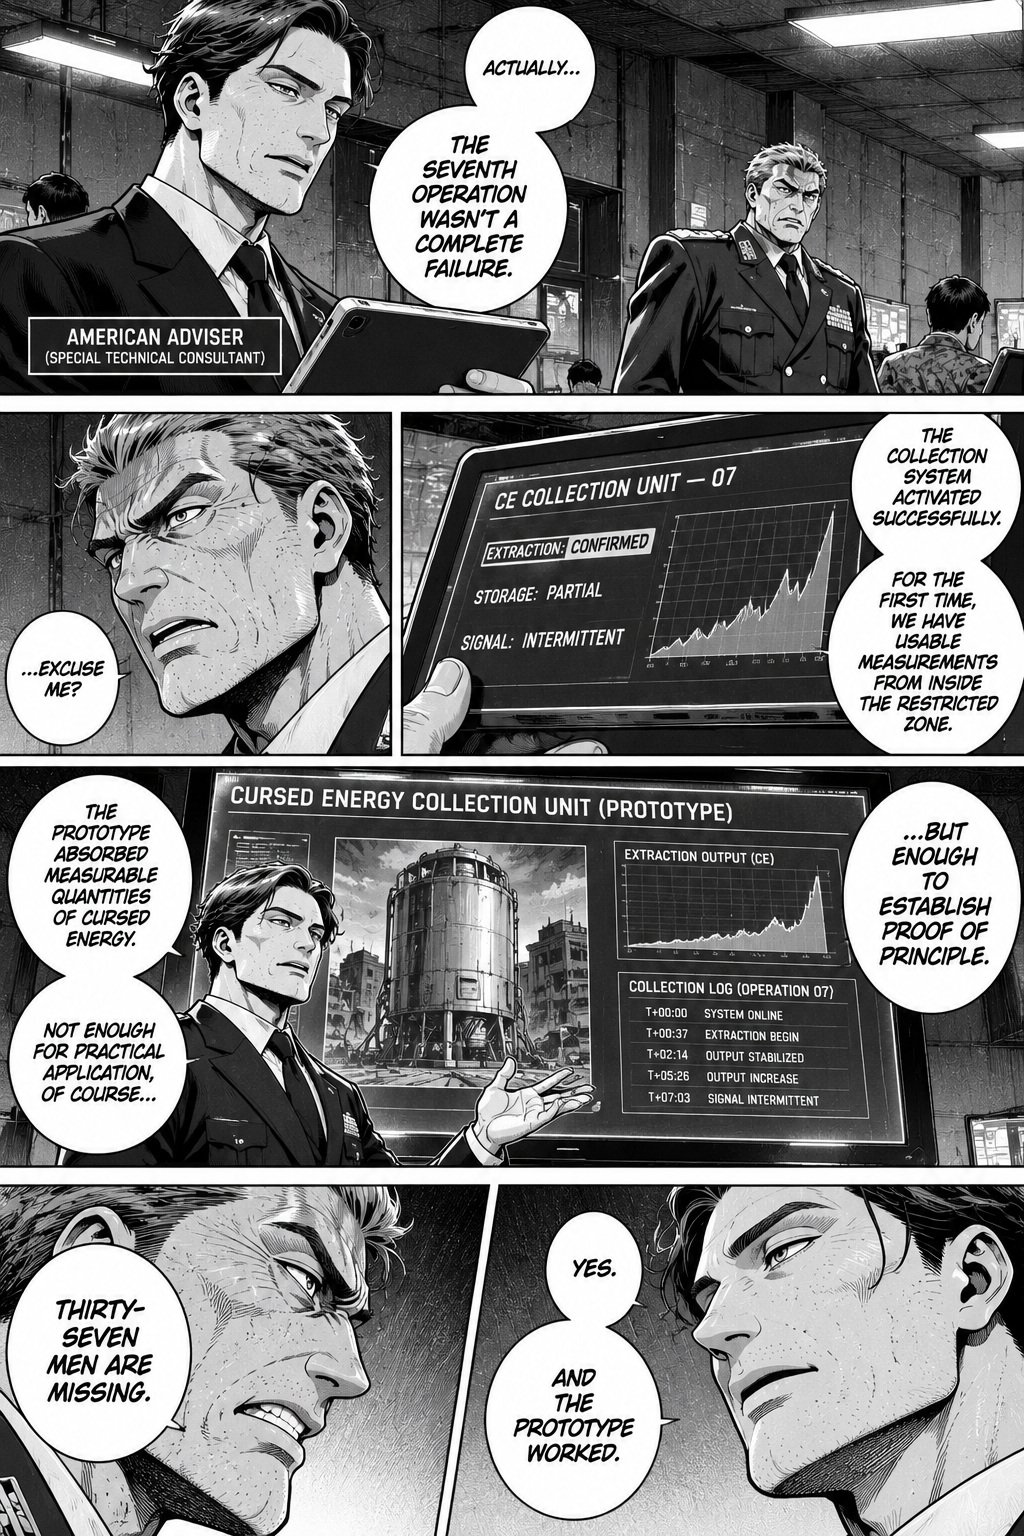 ACTUALLY...
THE
SEVENTH
OPERATION
WASN'T A
COMPLETE
FAILURE.
AMERICAN ADVISER
(SPECIAL TECHNICAL CONSULTANT)
...EXCUSE
ME?
CE COLLECTION UNIT — 07
EXTRACTION: CONFIRMED
STORAGE: PARTIAL
SIGNAL: INTERMITTENT
THE
COLLECTION
SYSTEM
ACTIVATED
SUCCESSFULLY.
FOR THE
FIRST TIME,
WE HAVE
USABLE
MEASUREMENTS
FROM INSIDE
THE RESTRICTED
ZONE.
THE
PROTOTYPE
ABSORBED
MEASURABLE
QUANTITIES
OF CURSED
ENERGY.
NOT ENOUGH
FOR PRACTICAL
APPLICATION,
OF COURSE...
CURSED ENERGY COLLECTION UNIT (PROTOTYPE)
EXTRACTION OUTPUT (CE)
COLLECTION LOG (OPERATION 07)
T+00:00 SYSTEM ONLINE
T+00:37 EXTRACTION BEGIN
T+02:14 OUTPUT STABILIZED
T+05:26 OUTPUT INCREASE
T+07:03 SIGNAL INTERMITTENT
...BUT
ENOUGH
TO
ESTABLISH
PROOF OF
PRINCIPLE.
THIRTY-
SEVEN
MEN ARE
MISSING.
YES.
AND
THE
PROTOTYPE
WORKED.